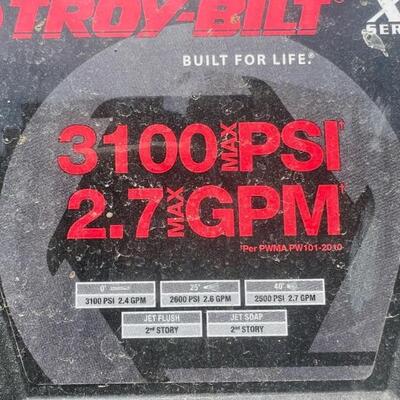 TROY-BILT
BUILT FOR LIFE.
3100 MAX PSI†
2.7 MAX GPM†
†Per PWMA PW101-2010
0° 25° 40°
3100 PSI 2.4 GPM 2600 PSI 2.6 GPM 2500 PSI 2.7 GPM
JET FLUSH JET SOAP
2nd STORY 2nd STORY